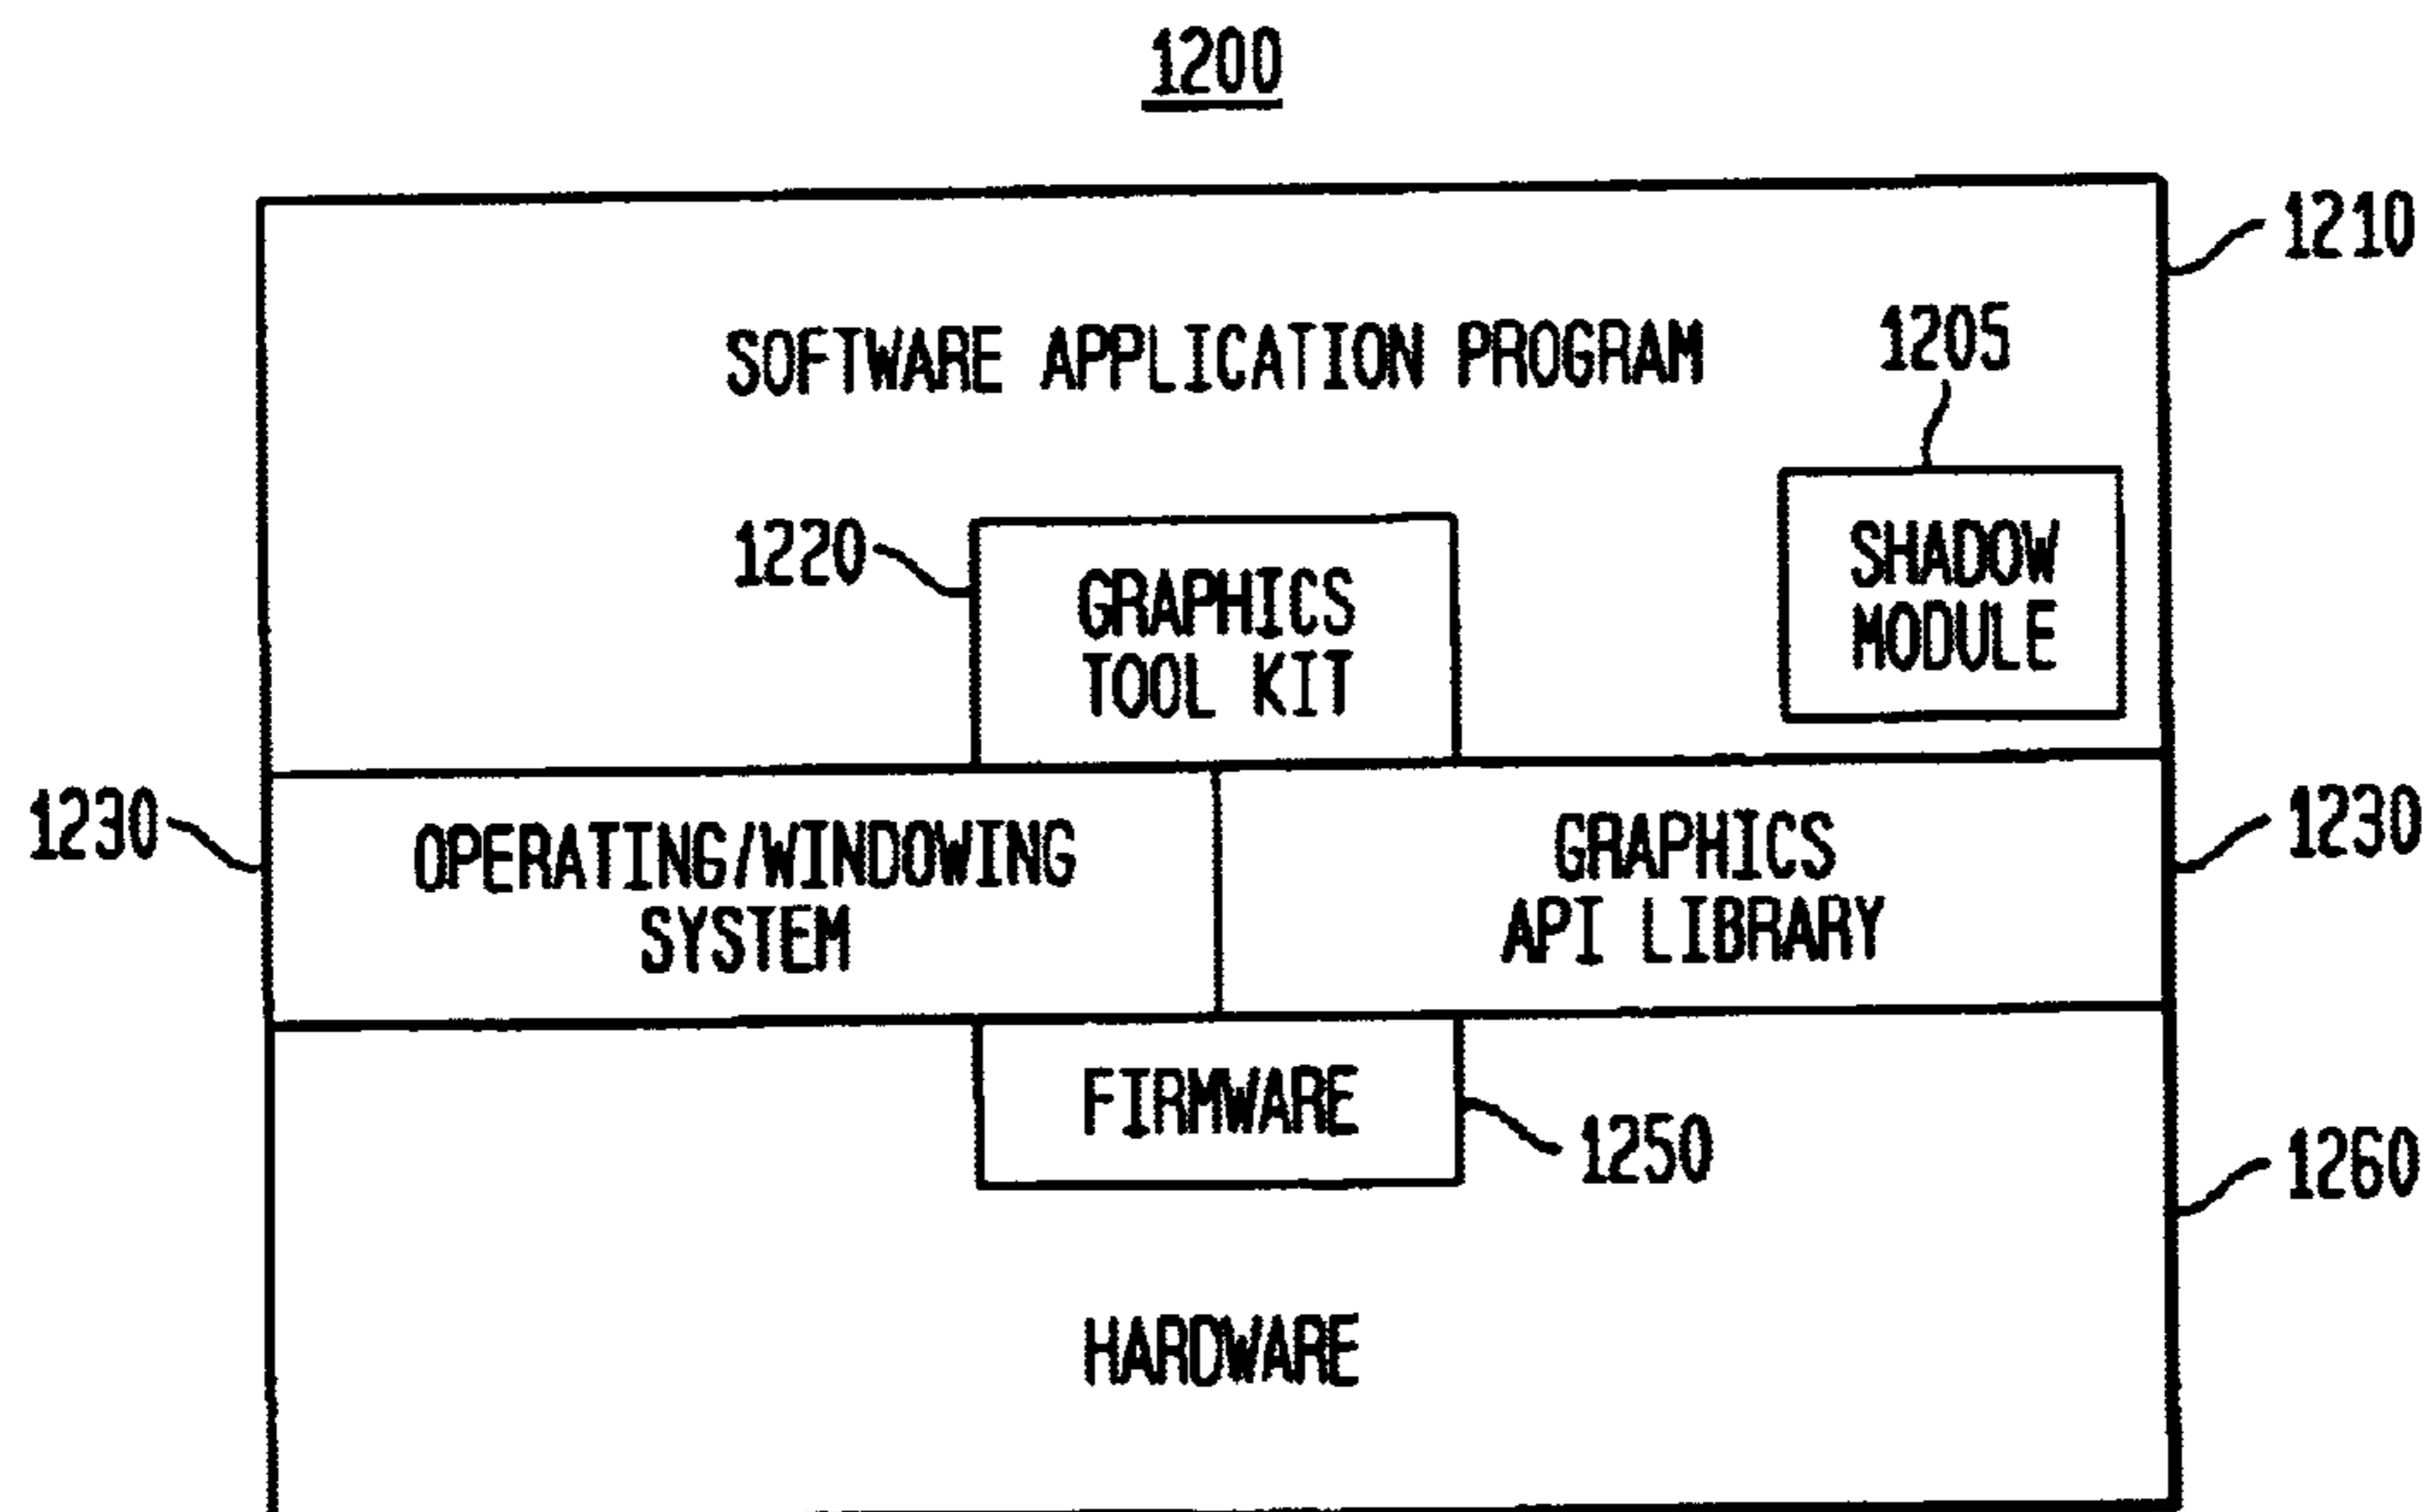 1200
1210
SOFTWARE APPLICATION PROGRAM
1205
1220
GRAPHICS
TOOL KIT
SHADOW
MODULE
1230
OPERATING/WINDOWING
SYSTEM
GRAPHICS
API LIBRARY
1230
FIRMWARE
1250
1260
HARDWARE